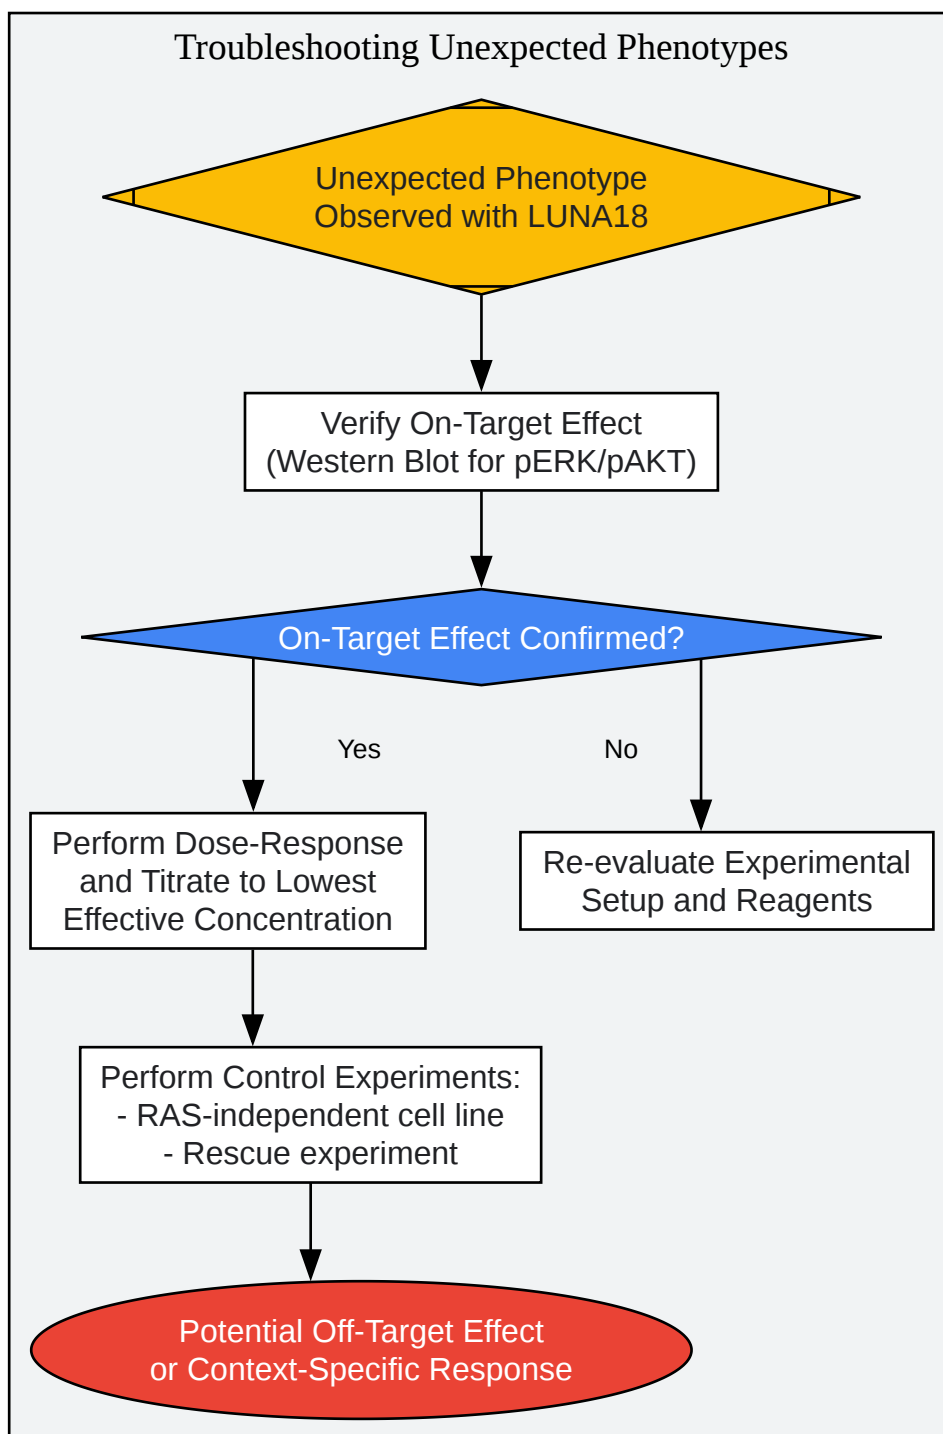 Troubleshooting Unexpected Phenotypes
Unexpected Phenotype
Observed with LUNA18
Verify On-Target Effect
(Western Blot for pERK/pAKT)
On-Target Effect Confirmed?
Yes
No
Perform Dose-Response
and Titrate to Lowest
Effective Concentration
Re-evaluate Experimental
Setup and Reagents
Perform Control Experiments:
- RAS-independent cell line
- Rescue experiment
Potential Off-Target Effect
or Context-Specific Response